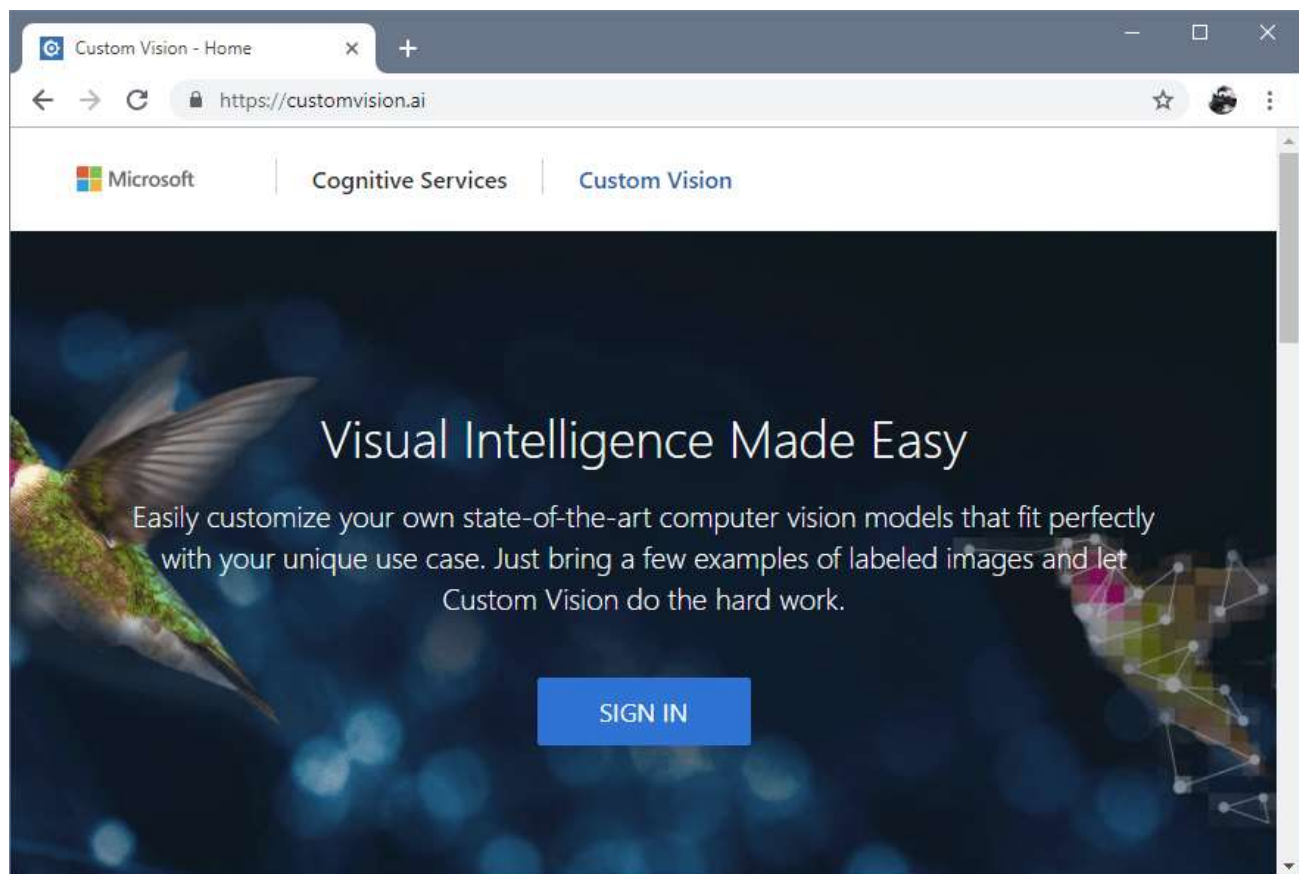 Custom Vision - Home
https://customvision.ai
Microsoft
Cognitive Services
Custom Vision
Visual Intelligence Made Easy
Easily customize your own state-of-the-art computer vision models that fit perfectly
with your unique use case. Just bring a few examples of labeled images and let
Custom Vision do the hard work.
SIGN IN